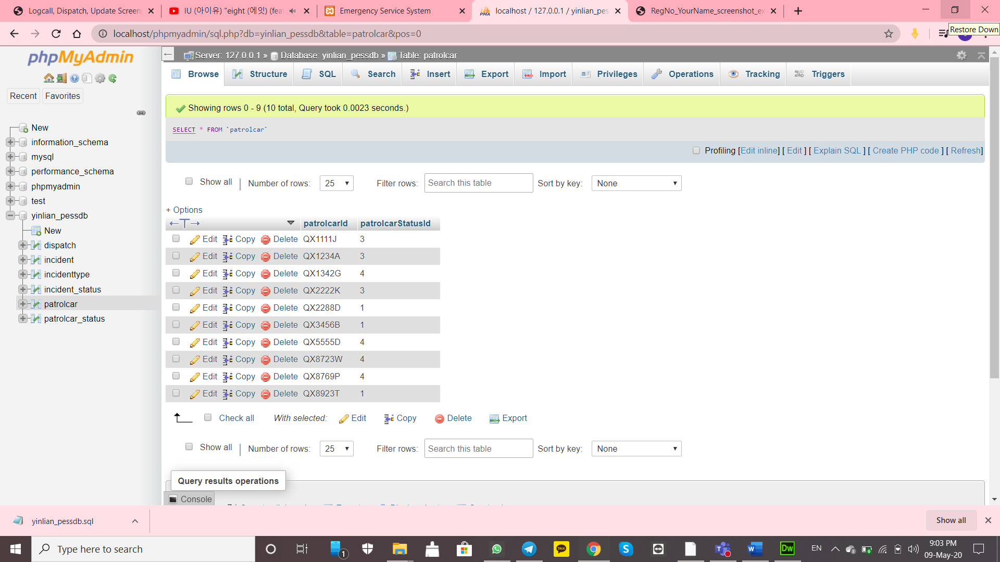 Logcall, Dispatch, Update Screens
IU (아이유) "eight (에잇) (feat
Emergency Service System
localhost / 127.0.0.1 / yinlian_pes
RegNo_YourName_screenshot_ex
localhost/phpmyadmin/sql.php?db=yinlian_pessdb&table=patrolcar&pos=0
Restore Down
phpMyAdmin
Recent Favorites
New
information_schema
mysql
performance_schema
phpmyadmin
test
yinlian_pessdb
New
dispatch
incident
incidenttype
incident_status
patrolcar
patrolcar_status
Server: 127.0.0.1 » Database: yinlian_pessdb » Table: patrolcar
Browse Structure SQL Search Insert Export Import Privileges Operations Tracking Triggers
Showing rows 0 - 9 (10 total, Query took 0.0023 seconds.)
SELECT * FROM `patrolcar`
Profiling [Edit inline] [ Edit ] [ Explain SQL ] [ Create PHP code ] [ Refresh]
Show all | Number of rows: 25 Filter rows: Search this table Sort by key: None
+ Options
←T→ patrolcarId patrolcarStatusId
Edit Copy Delete QX1111J 3
Edit Copy Delete QX1234A 3
Edit Copy Delete QX1342G 4
Edit Copy Delete QX2222K 3
Edit Copy Delete QX2288D 1
Edit Copy Delete QX3456B 1
Edit Copy Delete QX5555D 4
Edit Copy Delete QX8723W 4
Edit Copy Delete QX8769P 4
Edit Copy Delete QX8923T 1
Check all With selected: Edit Copy Delete Export
Show all | Number of rows: 25 Filter rows: Search this table Sort by key: None
Query results operations
Console
yinlian_pessdb.sql
Show all
Type here to search
1
TALK
W
Dw
EN
9:03 PM
09-May-20